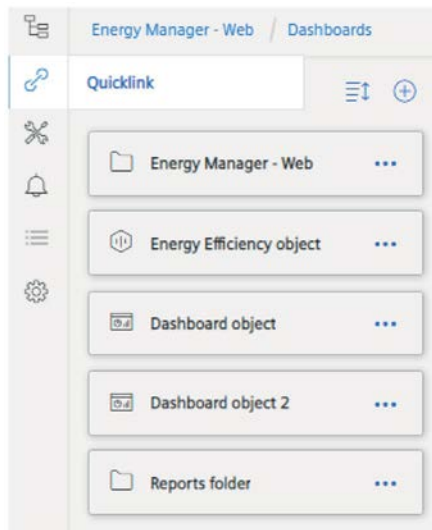 Energy Manager - Web / Dashboards
Quicklink
Energy Manager - Web
Energy Efficiency object
Dashboard object
Dashboard object 2
Reports folder